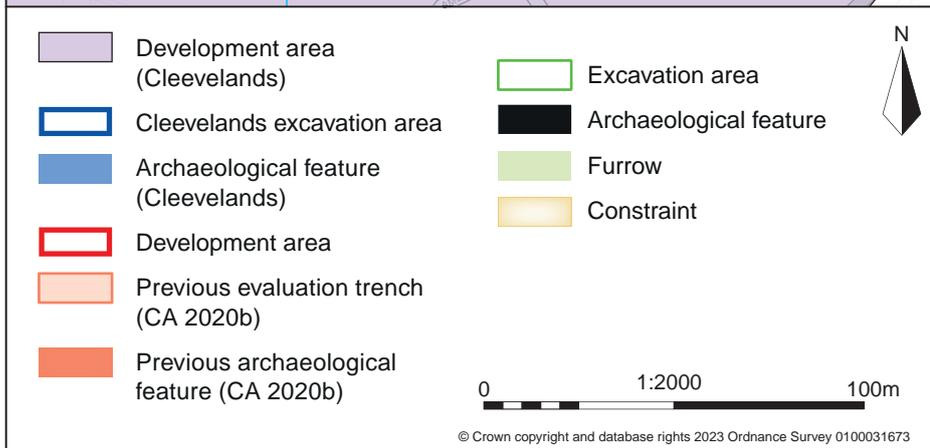 Development area
(Cleevelands)
Cleevelands excavation area
Archaeological feature
(Cleevelands)
Development area
Previous evaluation trench
(CA 2020b)
Previous archaeological
feature (CA 2020b)
Excavation area
Archaeological feature
Furrow
Constraint
N
0 1:2000 100m
© Crown copyright and database rights 2023 Ordnance Survey 0100031673